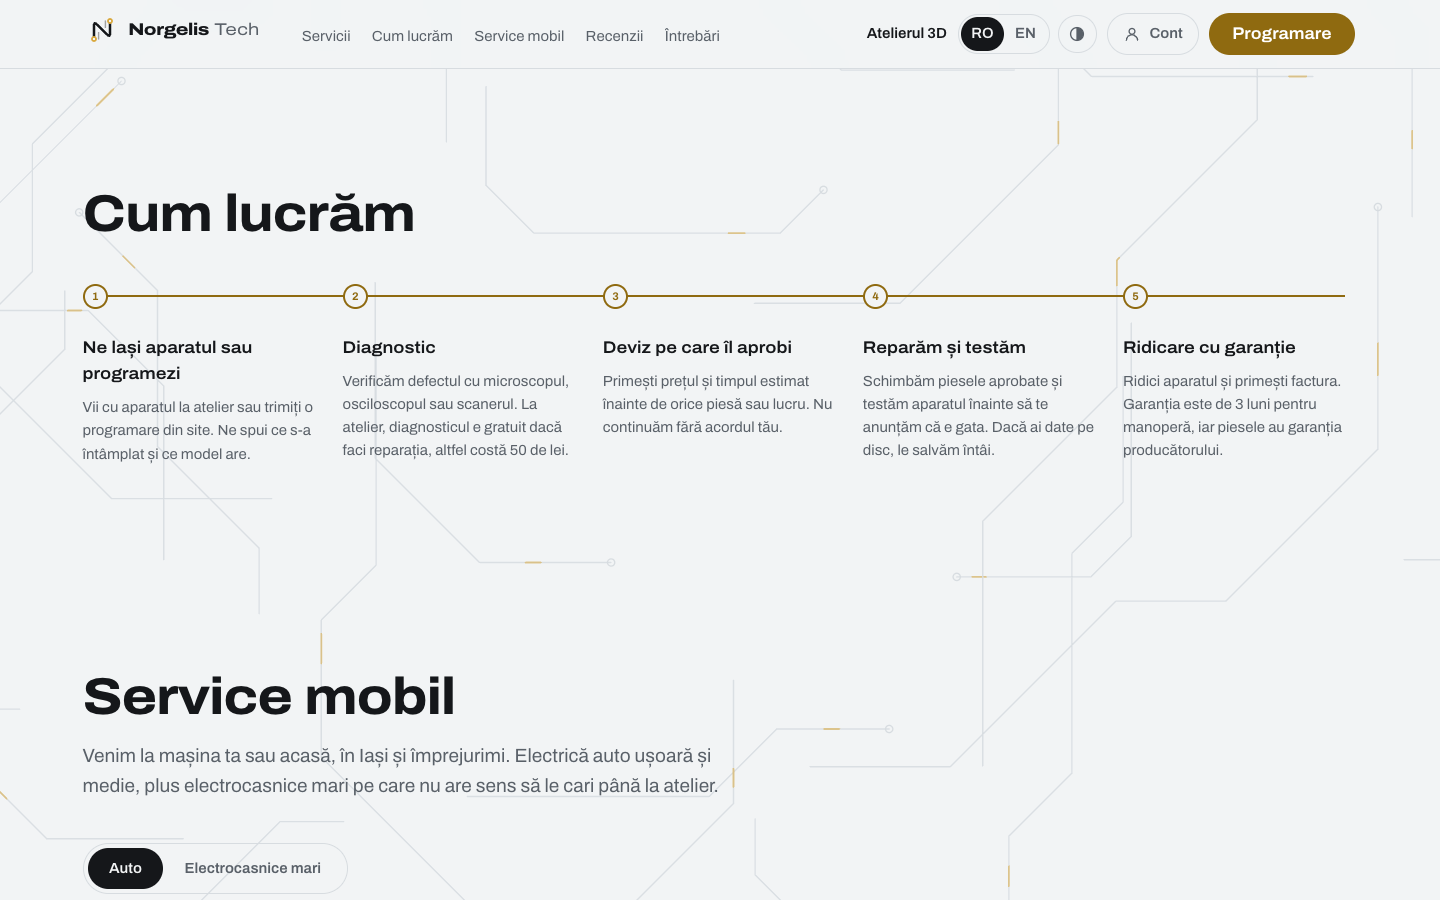 Norgelis Tech
Servicii
Cum lucrăm
Service mobil
Recenzii
Întrebări
Atelierul 3D
RO
EN
Cont
Programare
Cum lucrăm
1
2
3
4
5
Ne lași aparatul sau
programezi
Vii cu aparatul la atelier sau trimiți o
programare din site. Ne spui ce s-a
întâmplat și ce model are.
Diagnostic
Verificăm defectul cu microscopul,
osciloscopul sau scanerul. La
atelier, diagnosticul e gratuit dacă
faci reparația, altfel costă 50 de lei.
Deviz pe care îl aprobi
Primești prețul și timpul estimat
înainte de orice piesă sau lucru. Nu
continuăm fără acordul tău.
Reparăm și testăm
Schimbăm piesele aprobate și
testăm aparatul înainte să te
anunțăm că e gata. Dacă ai date pe
disc, le salvăm întâi.
Ridicare cu garanție
Ridici aparatul și primești factura.
Garanția este de 3 luni pentru
manoperă, iar piesele au garanția
producătorului.
Service mobil
Venim la mașina ta sau acasă, în Iași și împrejurimi. Electrică auto ușoară și
medie, plus electrocasnice mari pe care nu are sens să le cari până la atelier.
Auto
Electrocasnice mari